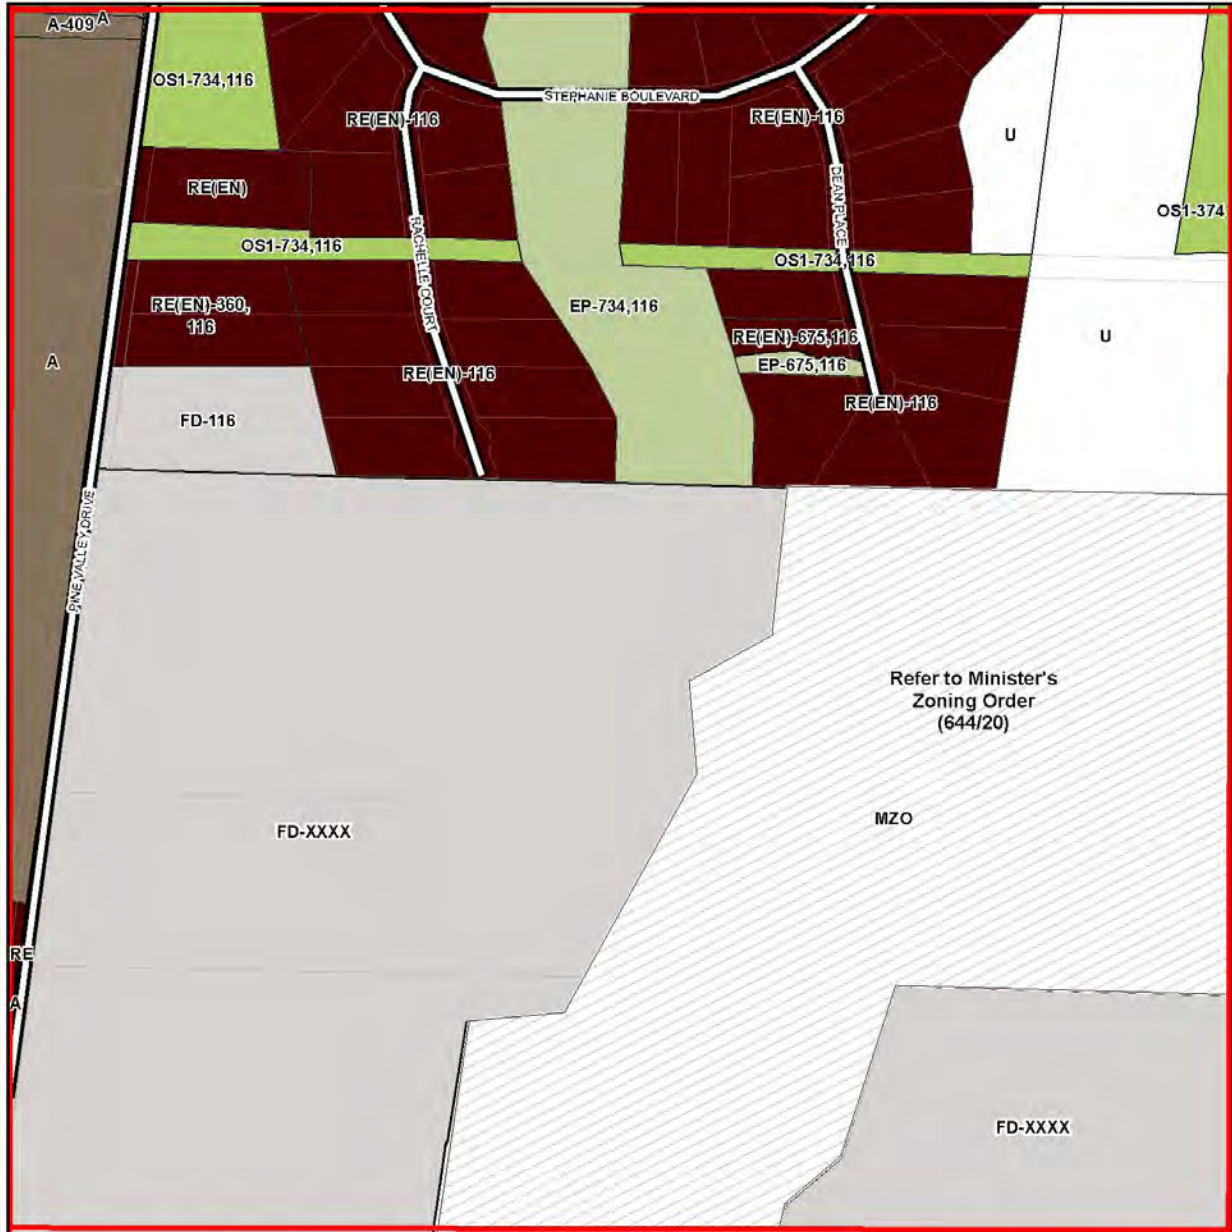 A-409
A
OS1-734,116
STEPHANIE BOULEVARD
RE(EN)-116
RE(EN)-116
U
RE(EN)
DEAN PLACE
OS1-374
RACHELLE COURT
OS1-734,116
OS1-734,116
RE(EN)-360,
116
EP-734,116
RE(EN)-675,116
U
A
EP-675,116
RE(EN)-116
RE(EN)-116
FD-116
PINE VALLEY DRIVE
Refer to Minister's
Zoning Order
(644/20)
MZO
FD-XXXX
RE
A
FD-XXXX